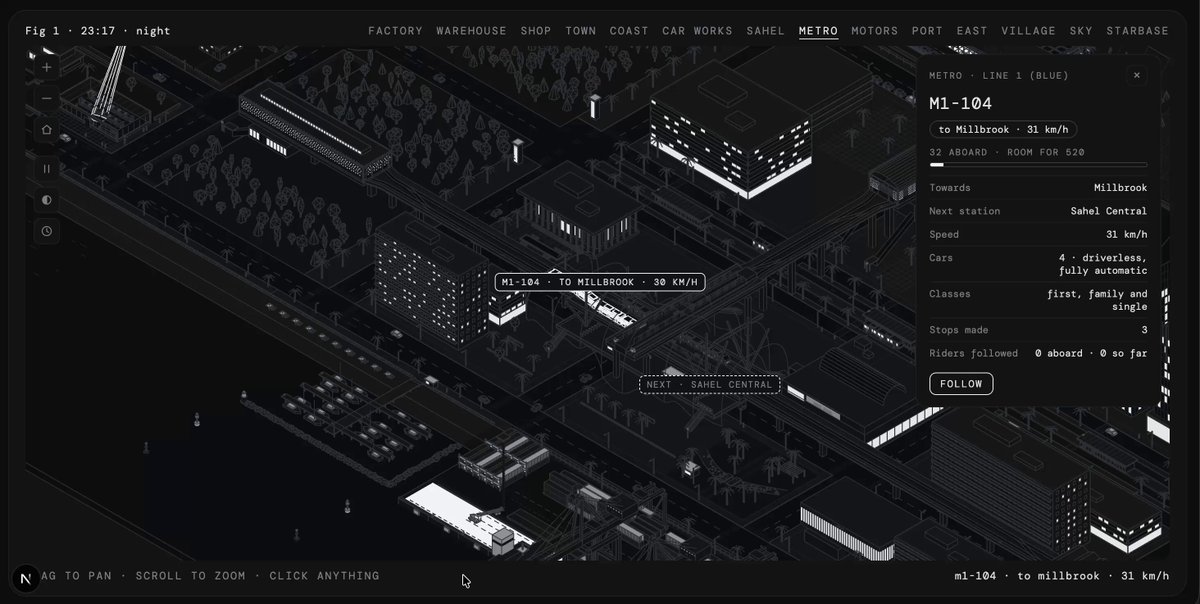 Fig 1 · 23:17 · night
FACTORY WAREHOUSE SHOP TOWN COAST CAR WORKS SAHEL METRO MOTORS PORT EAST VILLAGE SKY STARBASE
METRO · LINE 1 (BLUE)
M1-104
to Millbrook · 31 km/h
32 ABOARD · ROOM FOR 520
Towards Millbrook
Next station Sahel Central
Speed 31 km/h
Cars 4 · driverless,
fully automatic
Classes first, family and
single
Stops made 3
Riders followed 0 aboard · 0 so far
FOLLOW
M1-104 · TO MILLBROOK · 30 KM/H
NEXT · SAHEL CENTRAL
N
AG TO PAN · SCROLL TO ZOOM · CLICK ANYTHING
m1-104 · to millbrook · 31 km/h